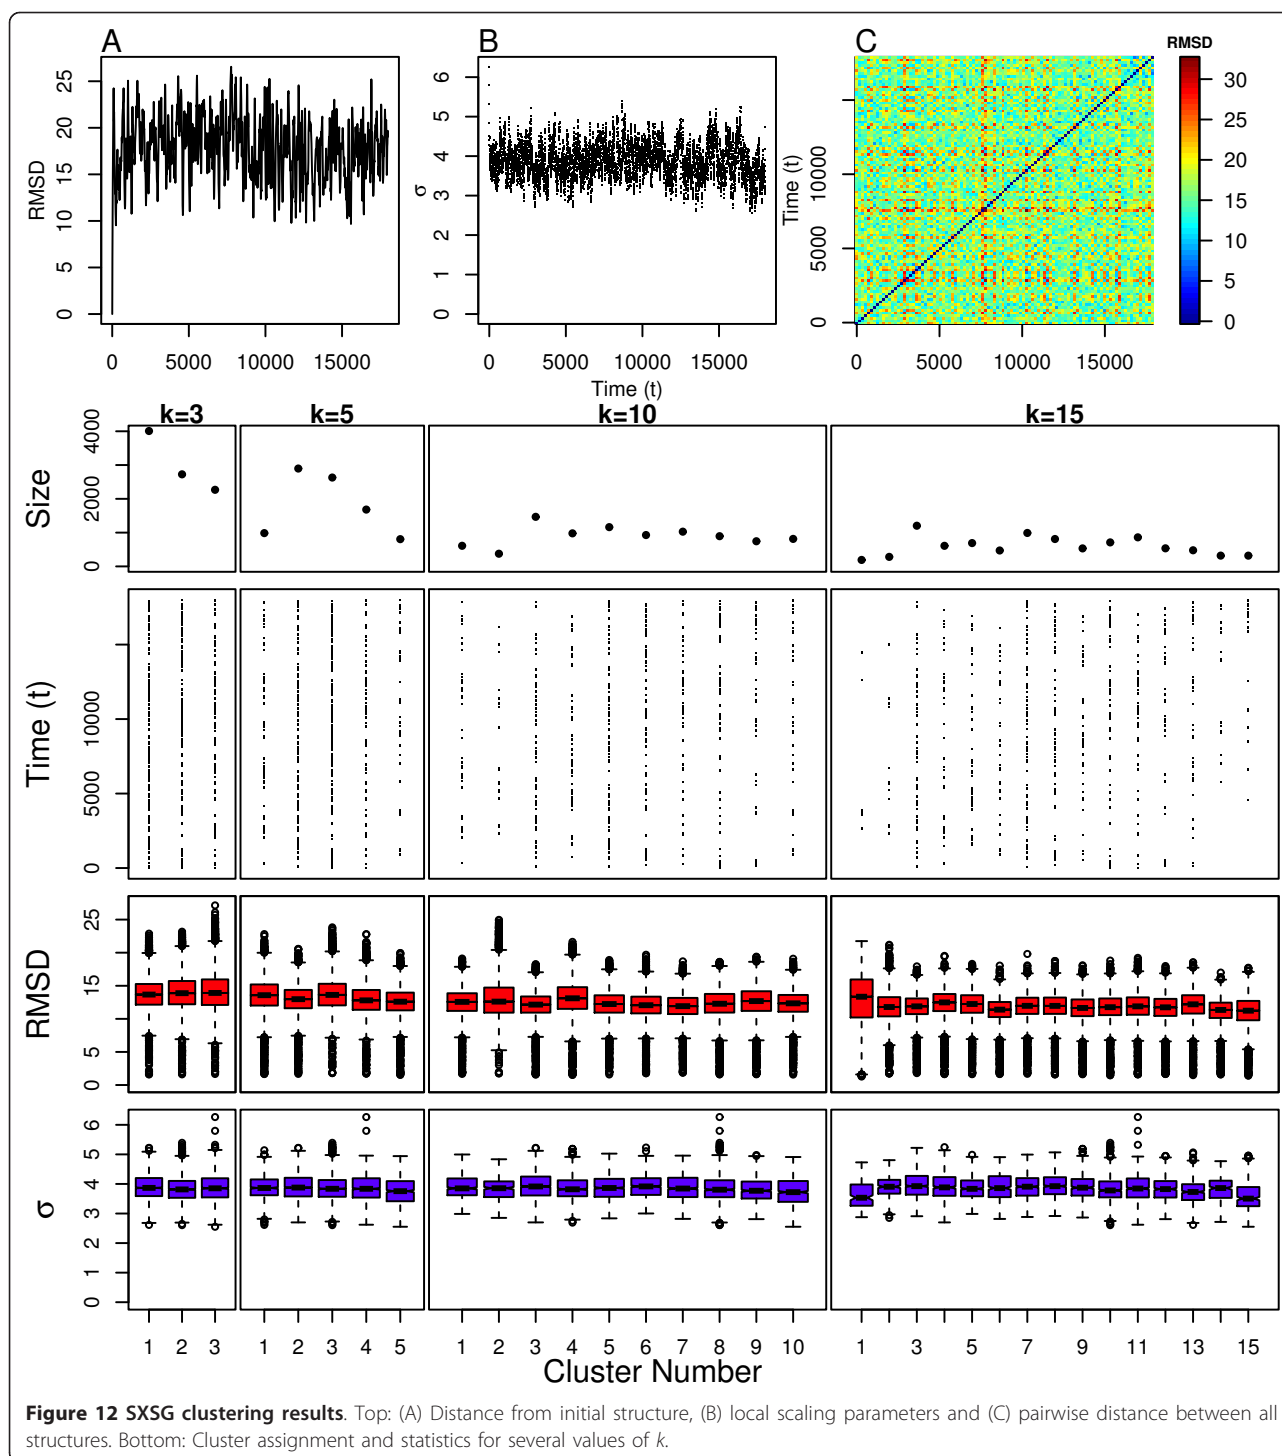 A
B
C
RMSD
RMSD
25
20
15
10
5
0
0
5000
10000
15000
σ
6
5
4
3
2
1
0
0
5000
10000
15000
Time (t)
Time (t)
10000
5000
0
0
5000
10000
15000
30
25
20
15
10
5
0
k=3
k=5
k=10
k=15
Size
4000
2000
0
Time (t)
10000
5000
0
RMSD
25
15
5
0
σ
6
5
4
3
2
1
0
1 2 3
1 2 3 4 5
1 2 3 4 5 6 7 8 9 10
1 3 5 7 9 11 13 15
Cluster Number
Figure 12 SXSG clustering results. Top: (A) Distance from initial structure, (B) local scaling parameters and (C) pairwise distance between all
structures. Bottom: Cluster assignment and statistics for several values of k.